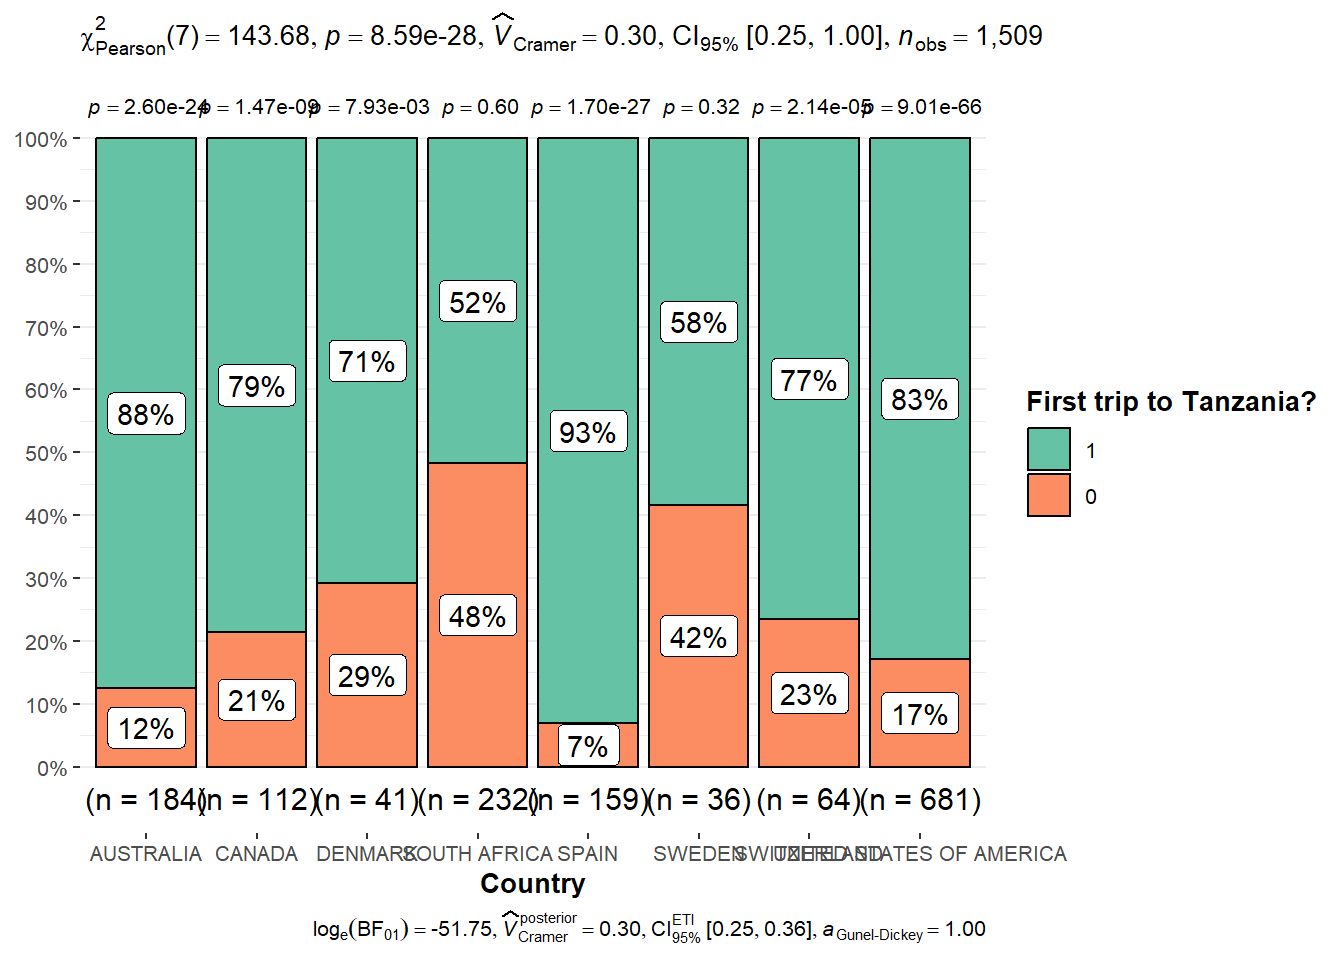 χ²Pearson(7) = 143.68, p = 8.59e-28, V̂Cramer = 0.30, CI95% [0.25, 1.00], nobs = 1,509
p = 2.60e-24 p = 1.47e-09 p = 7.93e-03 p = 0.60 p = 1.70e-27 p = 0.32 p = 2.14e-05 p = 9.01e-66
100%
90%
80%
70%
60%
50%
40%
30%
20%
10%
0%
88% 79% 71% 52% 93% 58% 77% 83%
12% 21% 29% 48% 7% 42% 23% 17%
(n = 184) (n = 112) (n = 41) (n = 232) (n = 159) (n = 36) (n = 64) (n = 681)
AUSTRALIA CANADA DENMARK SOUTH AFRICA SPAIN SWEDEN SWITZERLAND UNITED STATES OF AMERICA
Country
First trip to Tanzania?
1
0
loge(BF01) = -51.75, V̂posterior Cramer = 0.30, CI ETI 95% [0.25, 0.36], aGunel-Dickey = 1.00